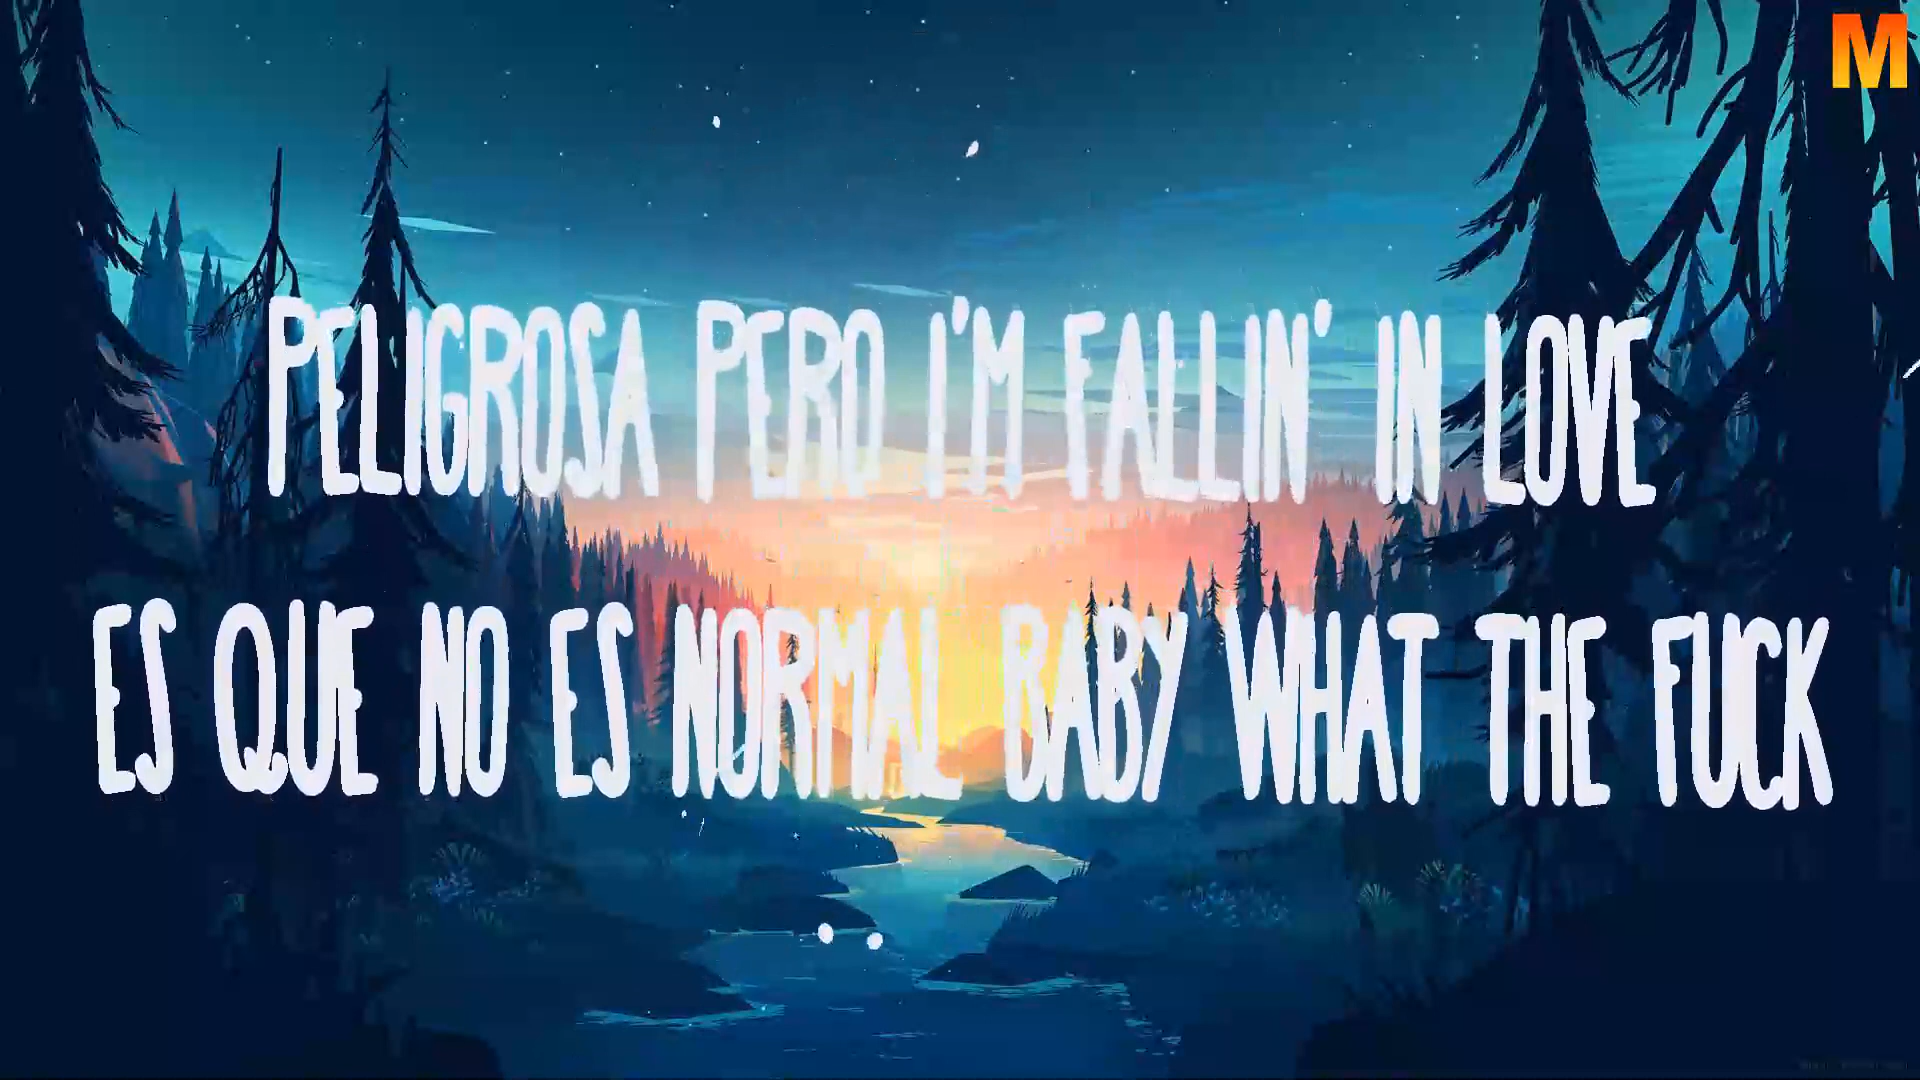 M
PELIGROSA PERO I'M FALLIN' IN LOVE
ES QUE NO ES NORMAL BABY WHAT THE FUCK